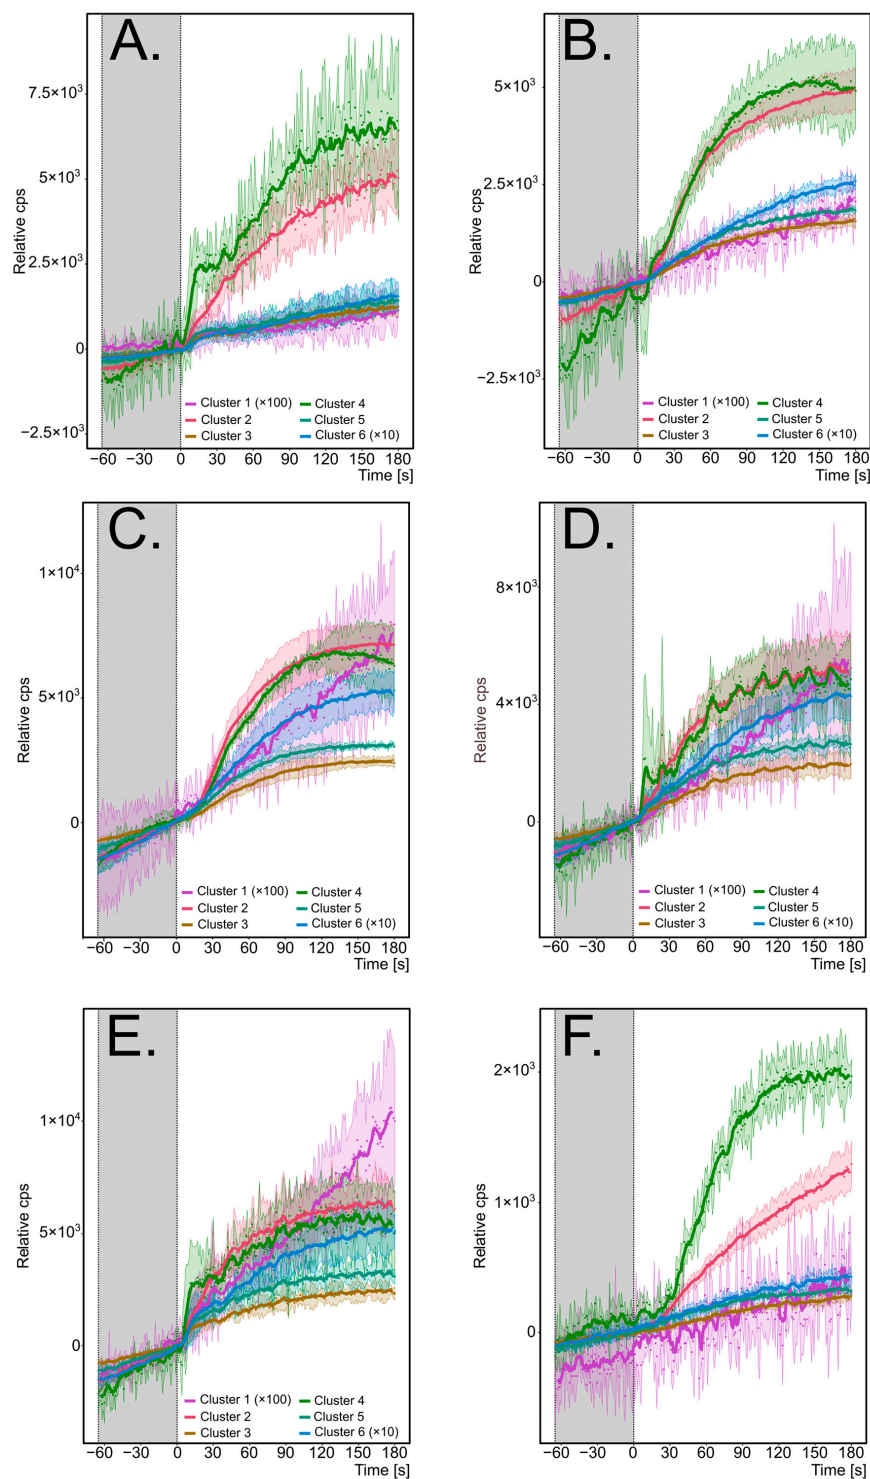 A.
7.5×10³
5×10³
2.5×10³
0
−2.5×10³
Relative cps
Cluster 1 (×100)
Cluster 2
Cluster 3
Cluster 4
Cluster 5
Cluster 6 (×10)
−60 −30 0 30 60 90 120 150 180
Time [s]
B.
5×10³
2.5×10³
0
−2.5×10³
Relative cps
Cluster 1 (×100)
Cluster 2
Cluster 3
Cluster 4
Cluster 5
Cluster 6 (×10)
−60 −30 0 30 60 90 120 150 180
Time [s]
C.
1×10⁴
5×10³
0
Relative cps
Cluster 1 (×100)
Cluster 2
Cluster 3
Cluster 4
Cluster 5
Cluster 6 (×10)
−60 −30 0 30 60 90 120 150 180
Time [s]
D.
8×10³
4×10³
0
Relative cps
Cluster 1 (×100)
Cluster 2
Cluster 3
Cluster 4
Cluster 5
Cluster 6 (×10)
−60 −30 0 30 60 90 120 150 180
Time [s]
E.
1×10⁴
5×10³
0
Relative cps
Cluster 1 (×100)
Cluster 2
Cluster 3
Cluster 4
Cluster 5
Cluster 6 (×10)
−60 −30 0 30 60 90 120 150 180
Time [s]
F.
2×10³
1×10³
0
Relative cps
−60 −30 0 30 60 90 120 150 180
Time [s]